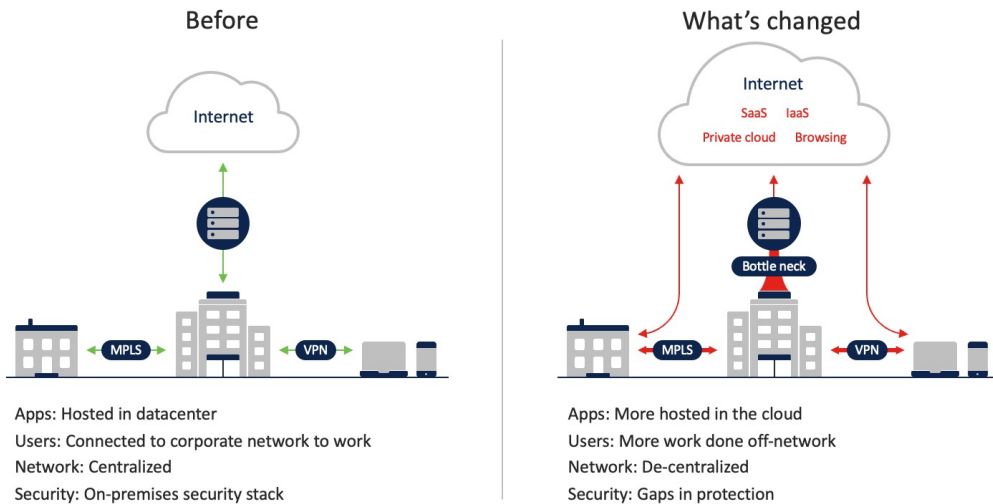 Before
Internet
MPLS
VPN
Apps: Hosted in datacenter
Users: Connected to corporate network to work
Network: Centralized
Security: On-premises security stack
What's changed
Internet
SaaS IaaS
Private cloud Browsing
Bottle neck
MPLS
VPN
Apps: More hosted in the cloud
Users: More work done off-network
Network: De-centralized
Security: Gaps in protection